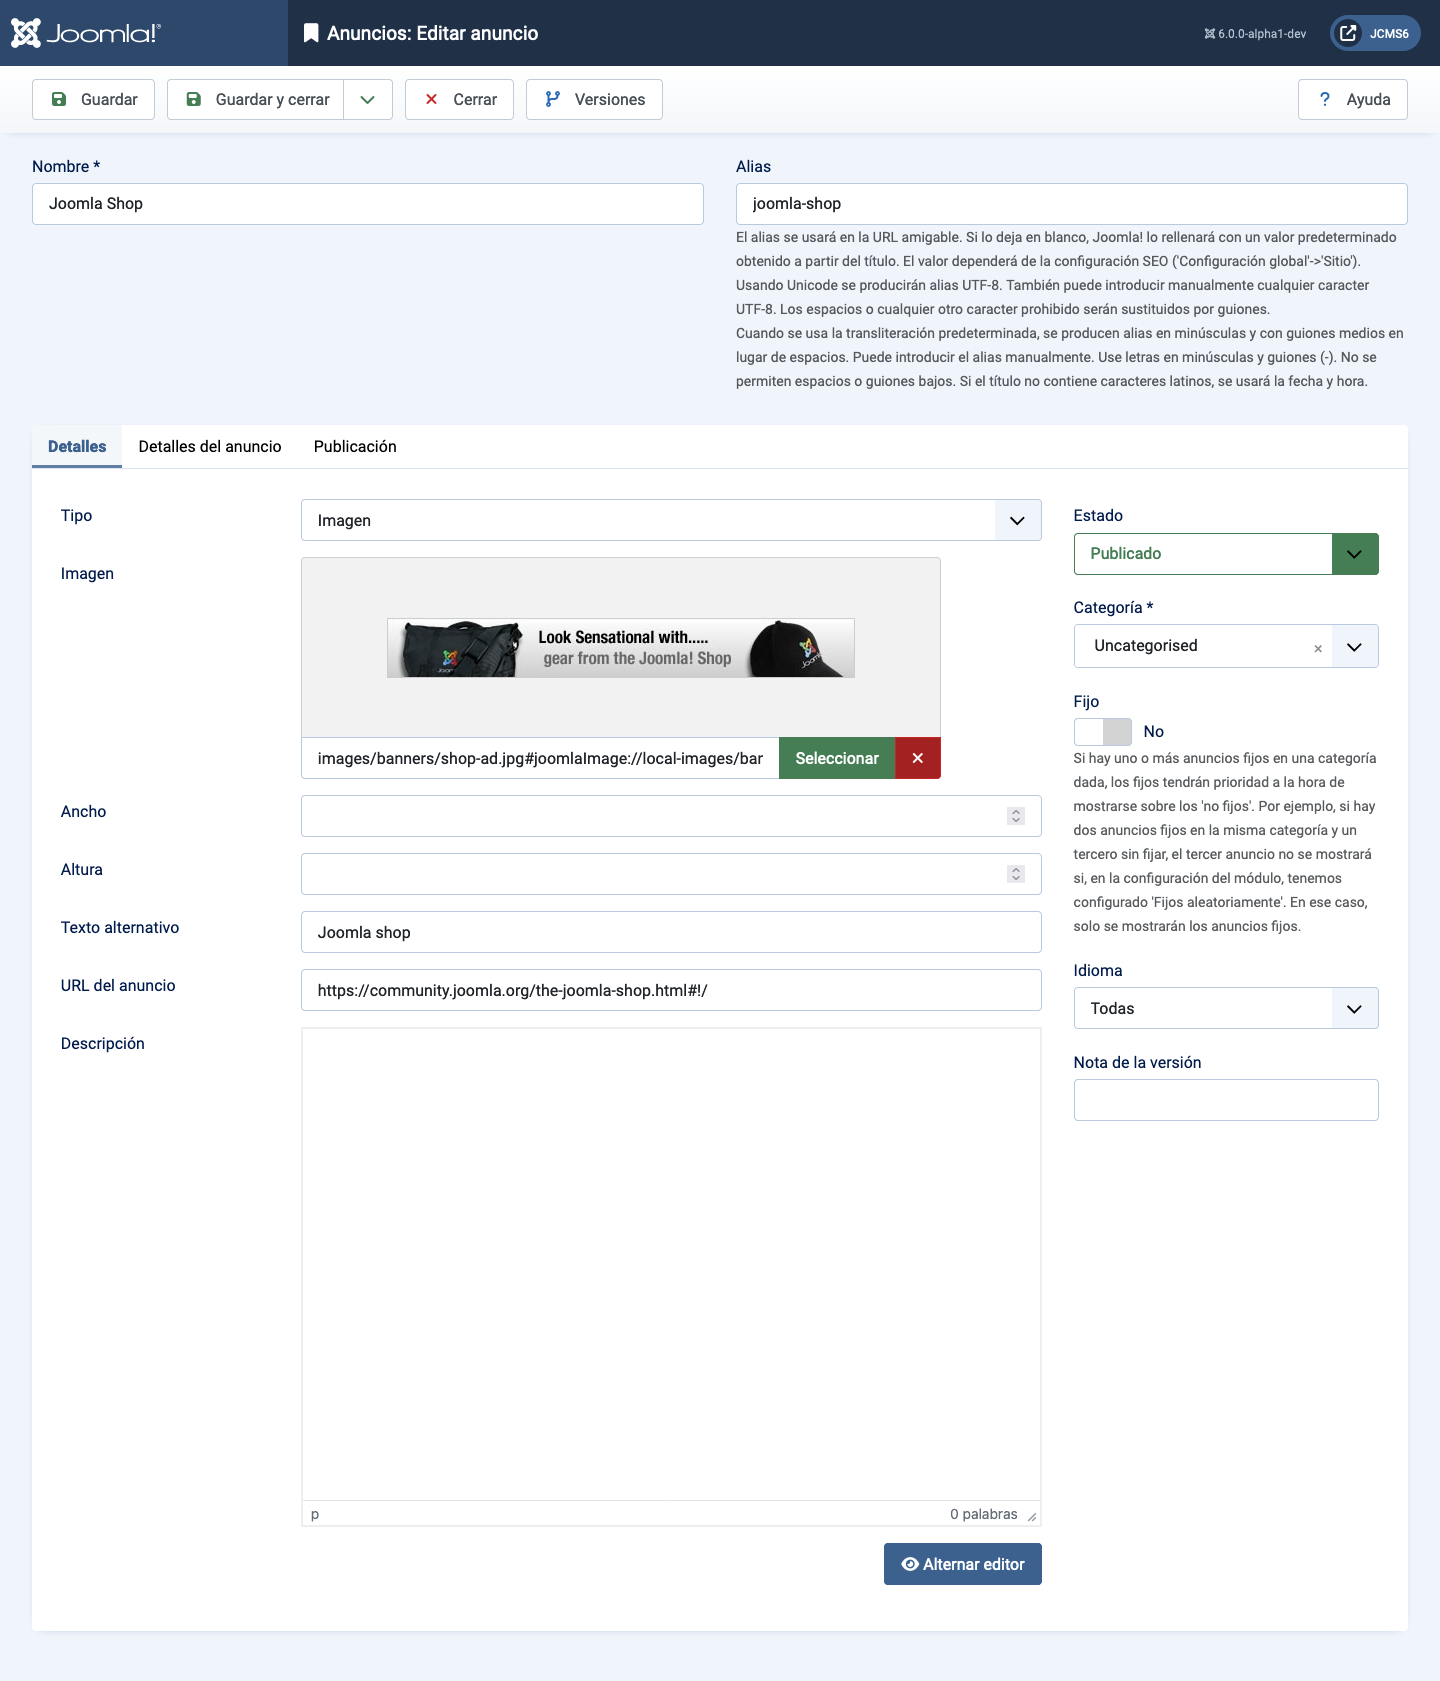 Joomla!®
Anuncios: Editar anuncio
6.0.0-alpha1-dev
JCMS6
Guardar
Guardar y cerrar
Cerrar
Versiones
? Ayuda
Nombre *
Joomla Shop
Alias
joomla-shop
El alias se usará en la URL amigable. Si lo deja en blanco, Joomla! lo rellenará con un valor predeterminado
obtenido a partir del título. El valor dependerá de la configuración SEO ('Configuración global'->'Sitio').
Usando Unicode se producirán alias UTF-8. También puede introducir manualmente cualquier caracter
UTF-8. Los espacios o cualquier otro caracter prohibido serán sustituidos por guiones.
Cuando se usa la transliteración predeterminada, se producen alias en minúsculas y con guiones medios en
lugar de espacios. Puede introducir el alias manualmente. Use letras en minúsculas y guiones (-). No se
permiten espacios o guiones bajos. Si el título no contiene caracteres latinos, se usará la fecha y hora.
Detalles
Detalles del anuncio
Publicación
Tipo
Imagen
Imagen
Look Sensational with.....
gear from the Joomla! Shop
images/banners/shop-ad.jpg#joomlaImage://local-images/bar
Seleccionar
Ancho
Altura
Texto alternativo
Joomla shop
URL del anuncio
https://community.joomla.org/the-joomla-shop.html#!/
Descripción
p
0 palabras
Alternar editor
Estado
Publicado
Categoría *
Uncategorised
×
Fijo
No
Si hay uno o más anuncios fijos en una categoría
dada, los fijos tendrán prioridad a la hora de
mostrarse sobre los 'no fijos'. Por ejemplo, si hay
dos anuncios fijos en la misma categoría y un
tercero sin fijar, el tercer anuncio no se mostrará
si, en la configuración del módulo, tenemos
configurado 'Fijos aleatoriamente'. En ese caso,
solo se mostrarán los anuncios fijos.
Idioma
Todas
Nota de la versión